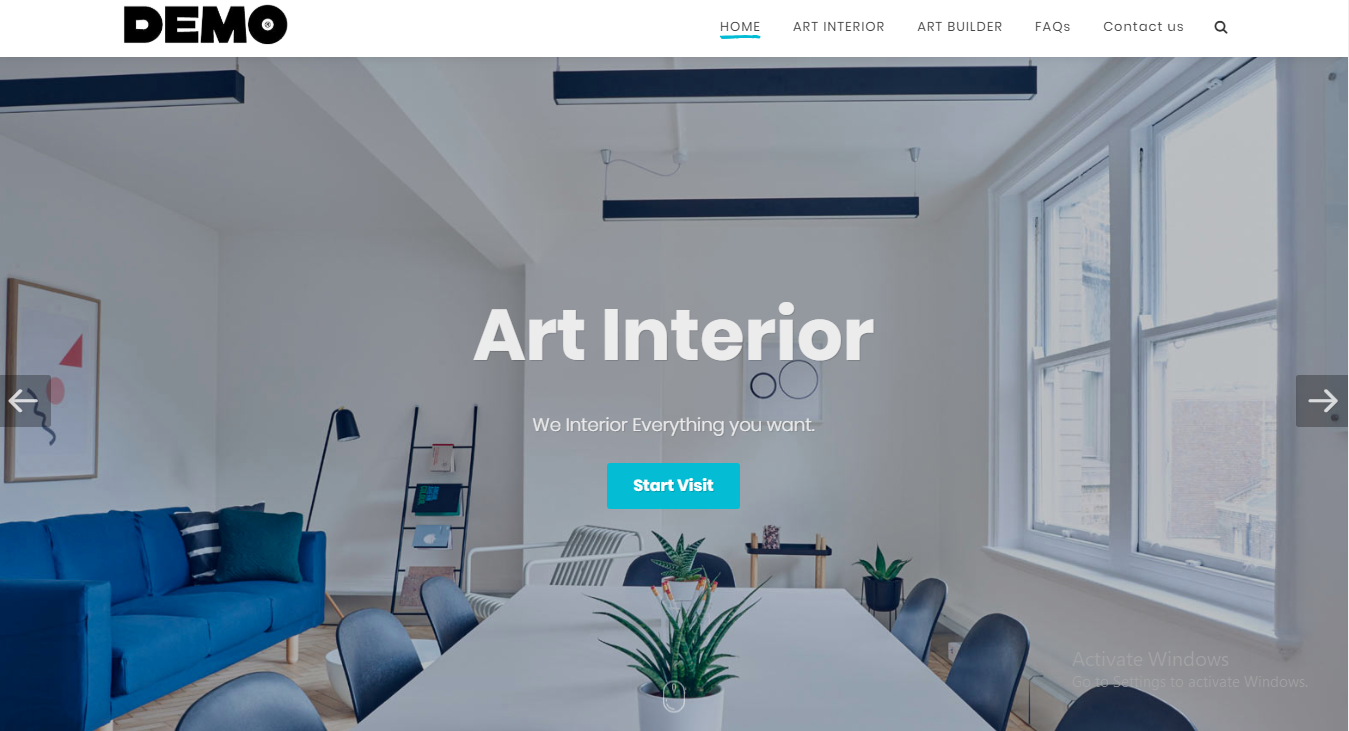 DEMO
HOME ART INTERIOR ART BUILDER FAQs Contact us
Art Interior
We Interior Everything you want.
Start Visit
Activate Windows
Go to Settings to activate Windows.